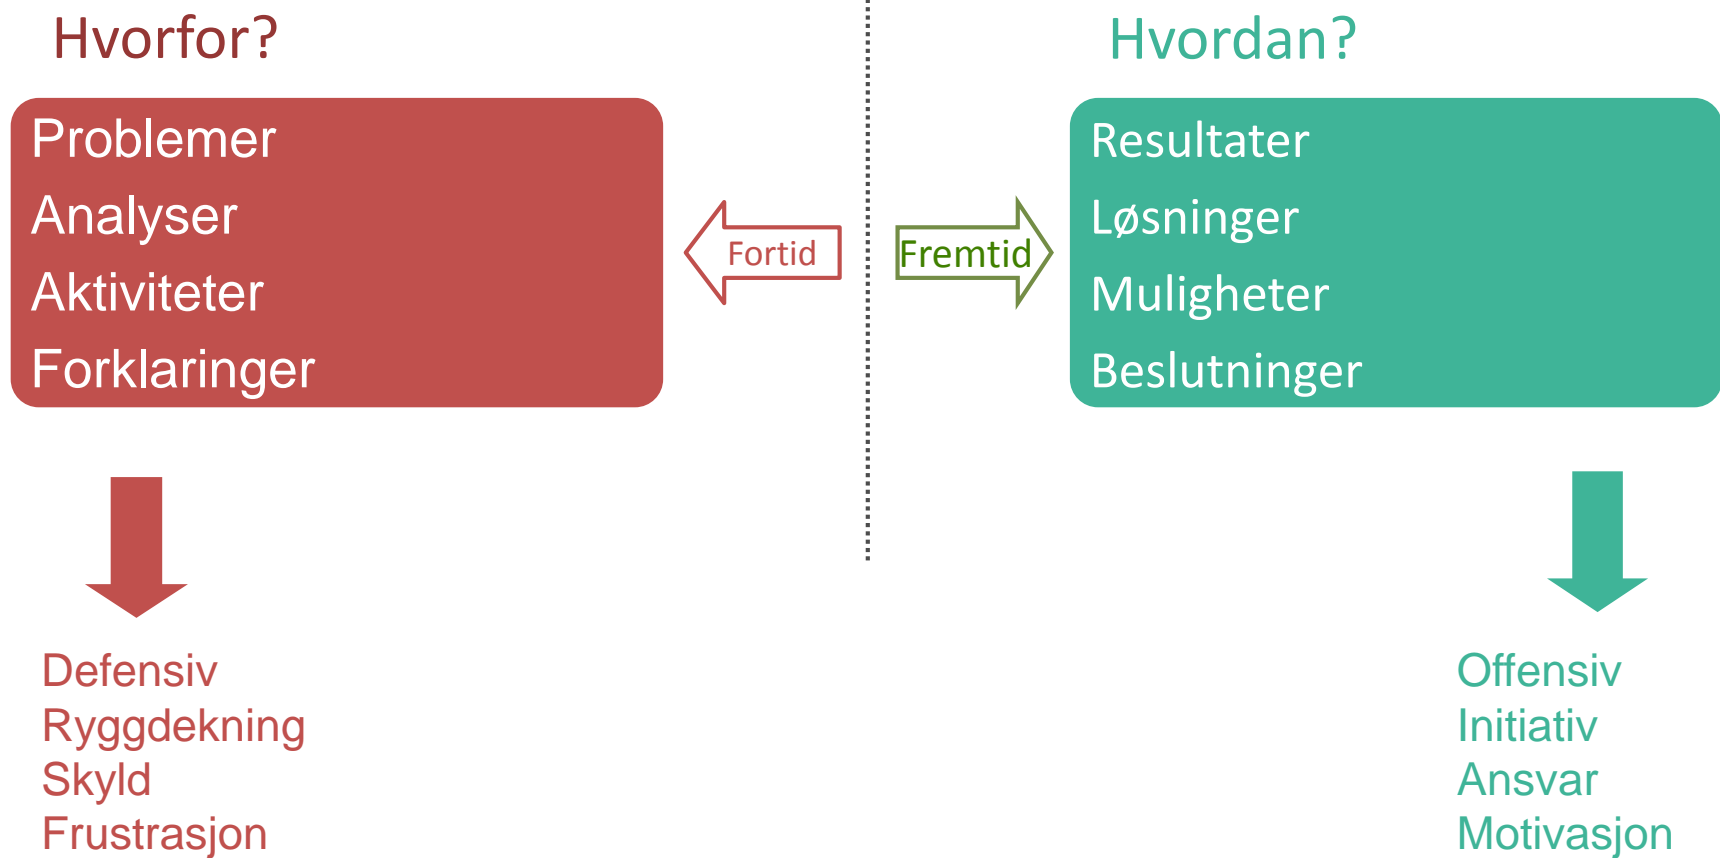 Hvorfor?
Problemer
Analyser
Aktiviteter
Forklaringer
Fortid
Defensiv
Ryggdekning
Skyld
Frustrasjon
Hvordan?
Fremtid
Resultater
Løsninger
Muligheter
Beslutninger
Offensiv
Initiativ
Ansvar
Motivasjon